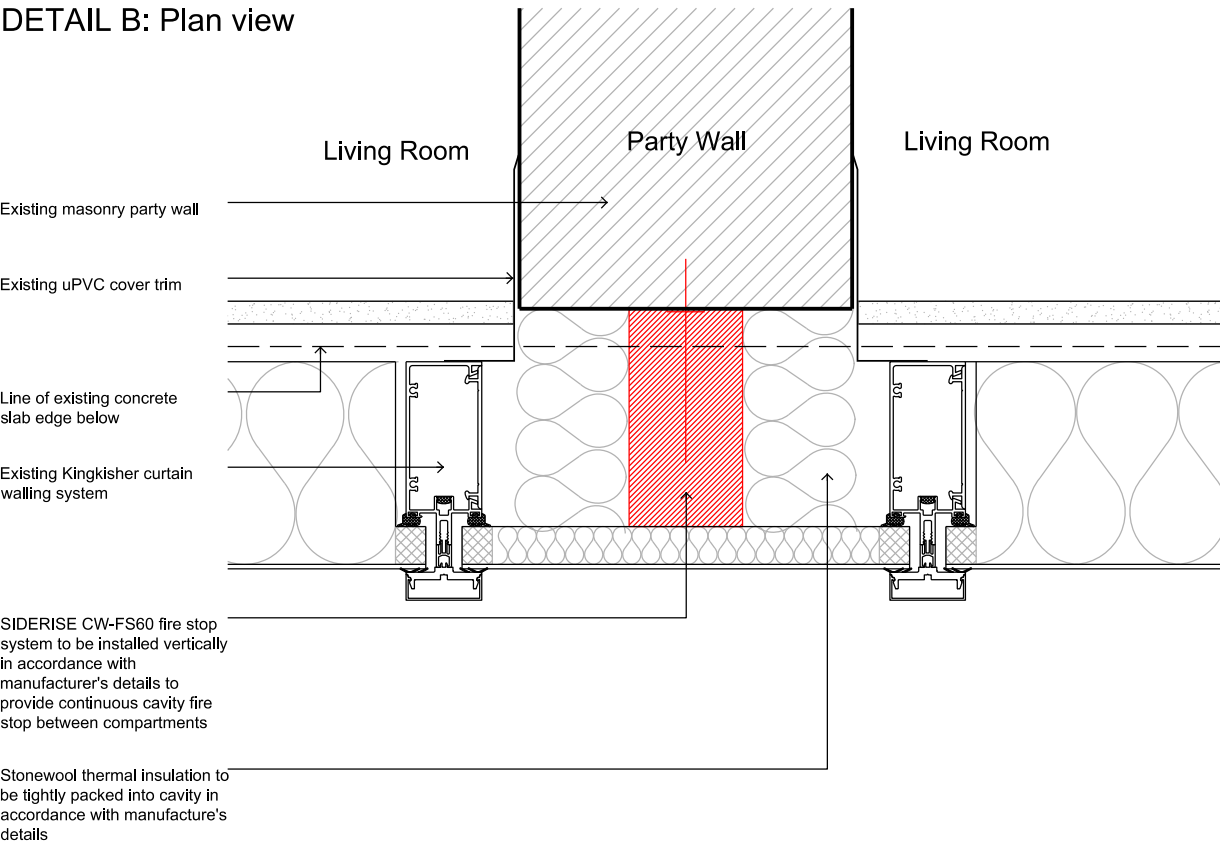 DETAIL B: Plan view
Living Room
Party Wall
Living Room
Existing masonry party wall
Existing uPVC cover trim
Line of existing concrete
slab edge below
Existing Kingkisher curtain
walling system
SIDERISE CW-FS60 fire stop
system to be installed vertically
in accordance with
manufacturer's details to
provide continuous cavity fire
stop between compartments
Stonewool thermal insulation to
be tightly packed into cavity in
accordance with manufacture's
details